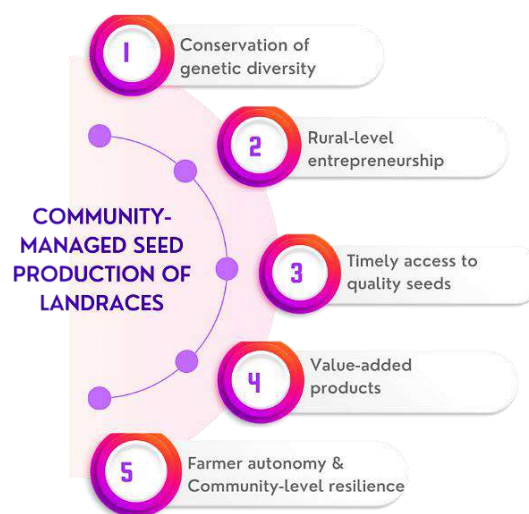 1
Conservation of
genetic diversity
2
Rural-level
entrepreneurship
COMMUNITY-
MANAGED SEED
PRODUCTION OF
LANDRACES
3
Timely access to
quality seeds
4
Value-added
products
5
Farmer autonomy &
Community-level resilience